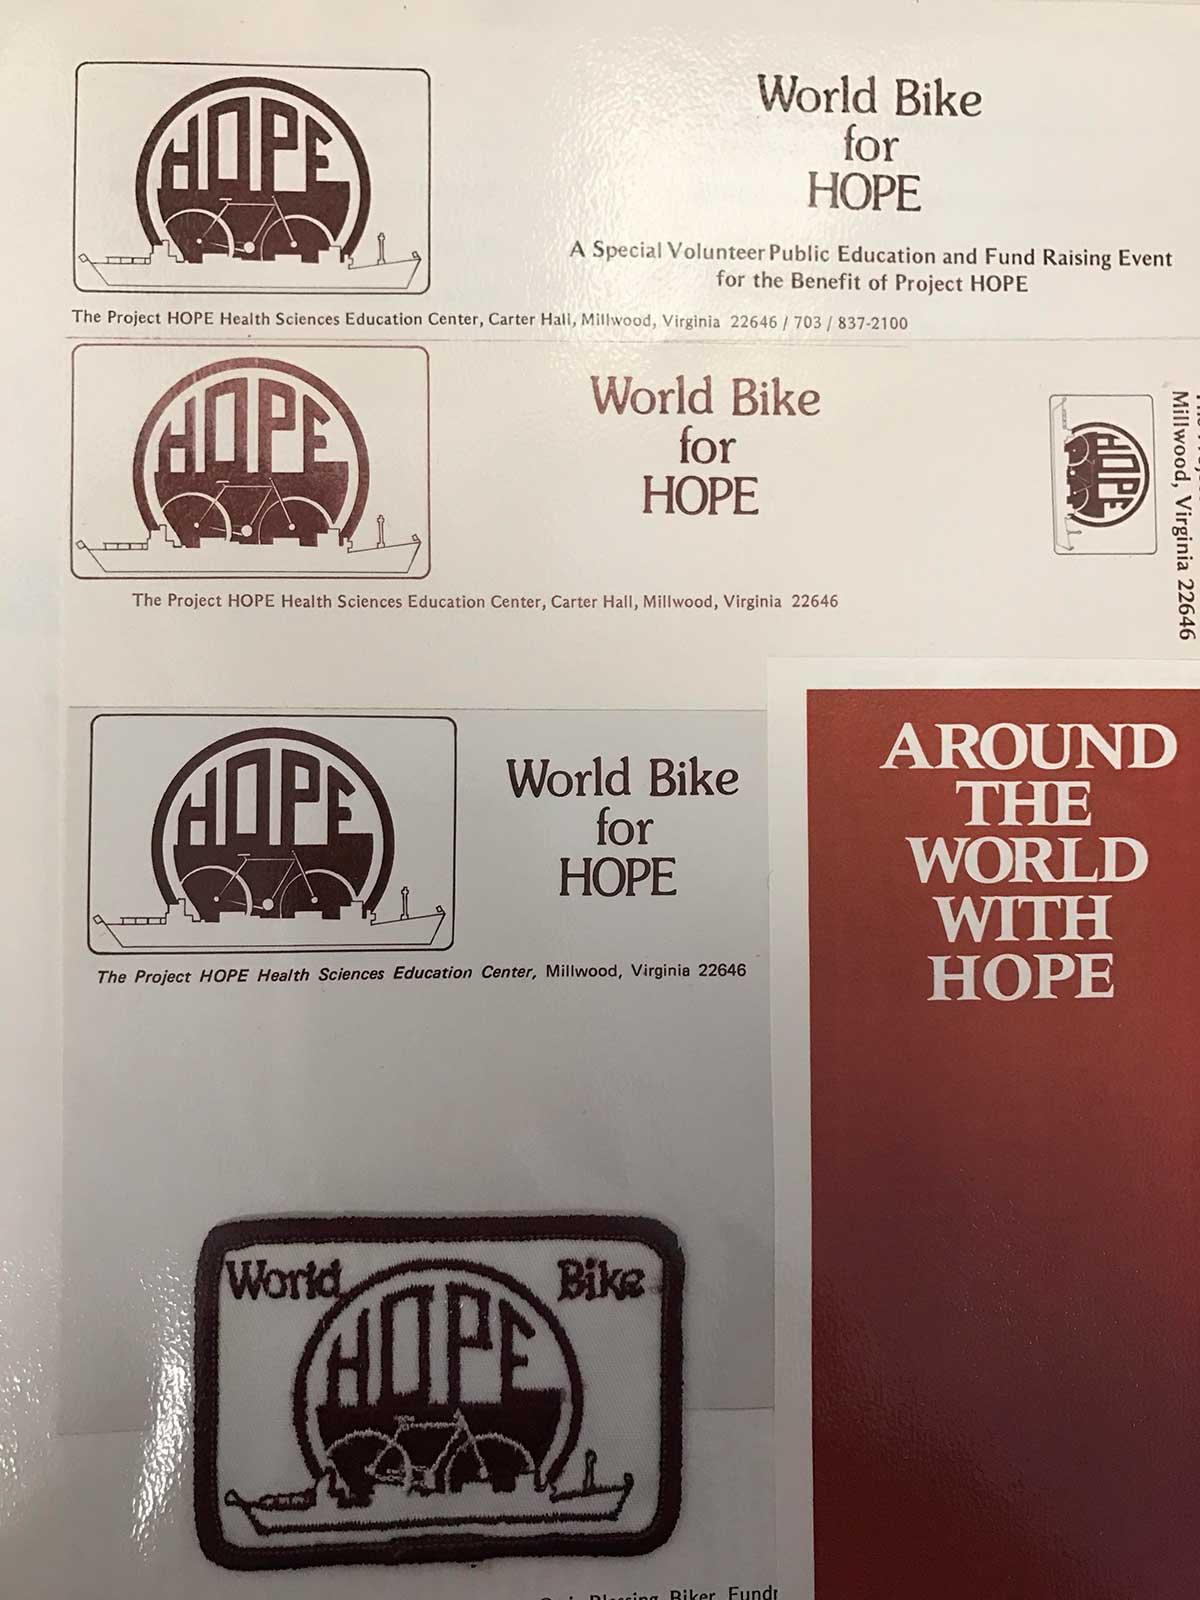 HOPE
World Bike
for
HOPE
A Special Volunteer Public Education and Fund Raising Event
for the Benefit of Project HOPE
The Project HOPE Health Sciences Education Center, Carter Hall, Millwood, Virginia 22646 / 703 / 837-2100
HOPE
World Bike
for
HOPE
The Project HOPE Health Sciences Education Center, Carter Hall, Millwood, Virginia 22646
HOPE
Millwood, Virginia 22646
HOPE
World Bike
for
HOPE
The Project HOPE Health Sciences Education Center, Millwood, Virginia 22646
AROUND
THE
WORLD
WITH
HOPE
World Bike
HOPE
Blessing Biker